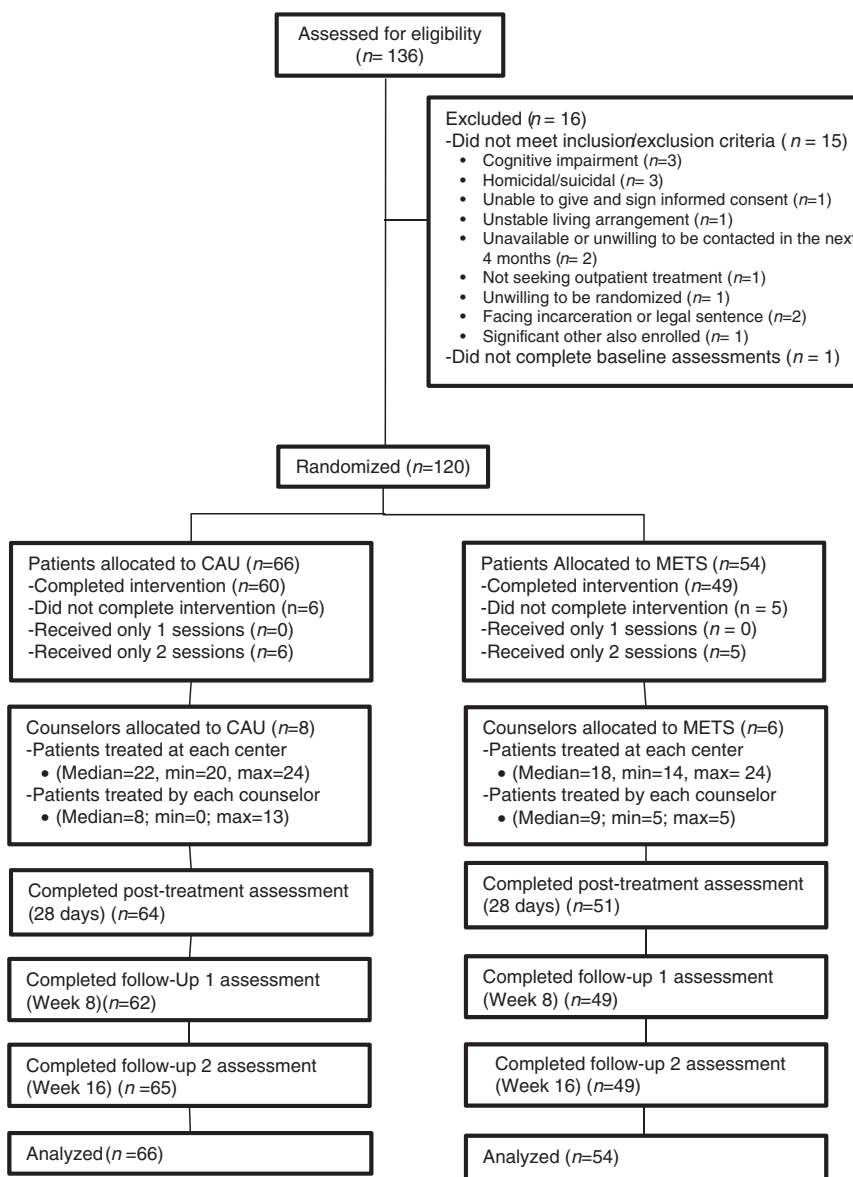 Assessed for eligibility
(n= 136)
Excluded (n = 16)
-Did not meet inclusion/exclusion criteria ( n = 15)
• Cognitive impairment (n=3)
• Homicidal/suicidal (n= 3)
• Unable to give and sign informed consent (n=1)
• Unstable living arrangement (n=1)
• Unavailable or unwilling to be contacted in the next
4 months (n= 2)
• Not seeking outpatient treatment (n=1)
• Unwilling to be randomized (n= 1)
• Facing incarceration or legal sentence (n=2)
• Significant other also enrolled (n= 1)
-Did not complete baseline assessments (n = 1)
Randomized (n=120)
Patients allocated to CAU (n=66)
-Completed intervention (n=60)
-Did not complete intervention (n=6)
-Received only 1 sessions (n=0)
-Received only 2 sessions (n=6)
Patients Allocated to METS (n=54)
-Completed intervention (n=49)
-Did not complete intervention (n = 5)
-Received only 1 sessions (n = 0)
-Received only 2 sessions (n=5)
Counselors allocated to CAU (n=8)
-Patients treated at each center
• (Median=22, min=20, max=24)
-Patients treated by each counselor
• (Median=8; min=0; max=13)
Counselors allocated to METS (n=6)
-Patients treated at each center
• (Median=18, min=14, max= 24)
-Patients treated by each counselor
• (Median=9; min=5; max=5)
Completed post-treatment assessment
(28 days) (n=64)
Completed post-treatment assessment
(28 days) (n=51)
Completed follow-Up 1 assessment
(Week 8)(n=62)
Completed follow-up 1 assessment
(Week 8) (n=49)
Completed follow-up 2 assessment
(Week 16) (n =65)
Completed follow-up 2 assessment
(Week 16) (n=49)
Analyzed (n =66)
Analyzed (n=54)